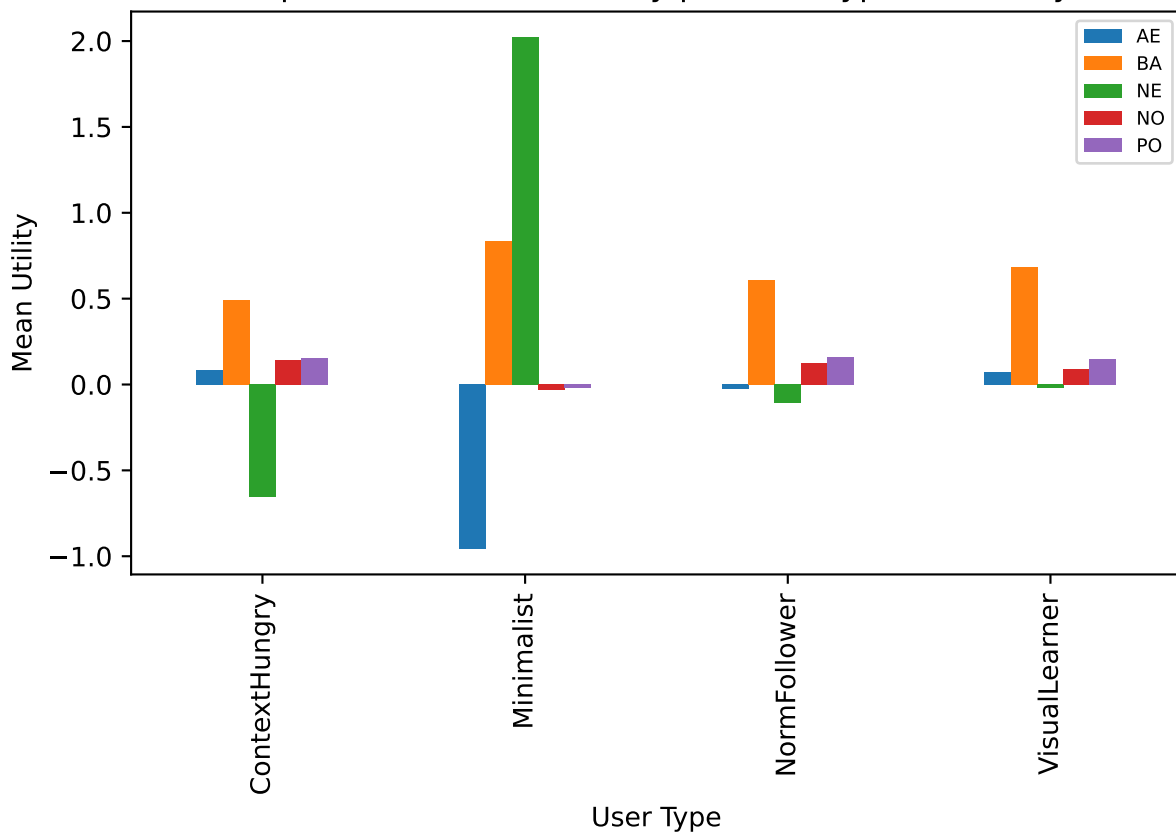 AE
BA
NE
NO
PO
2.0
1.5
1.0
0.5
0.0
−0.5
−1.0
Mean Utility
ContextHungry
Minimalist
NormFollower
VisualLearner
User Type